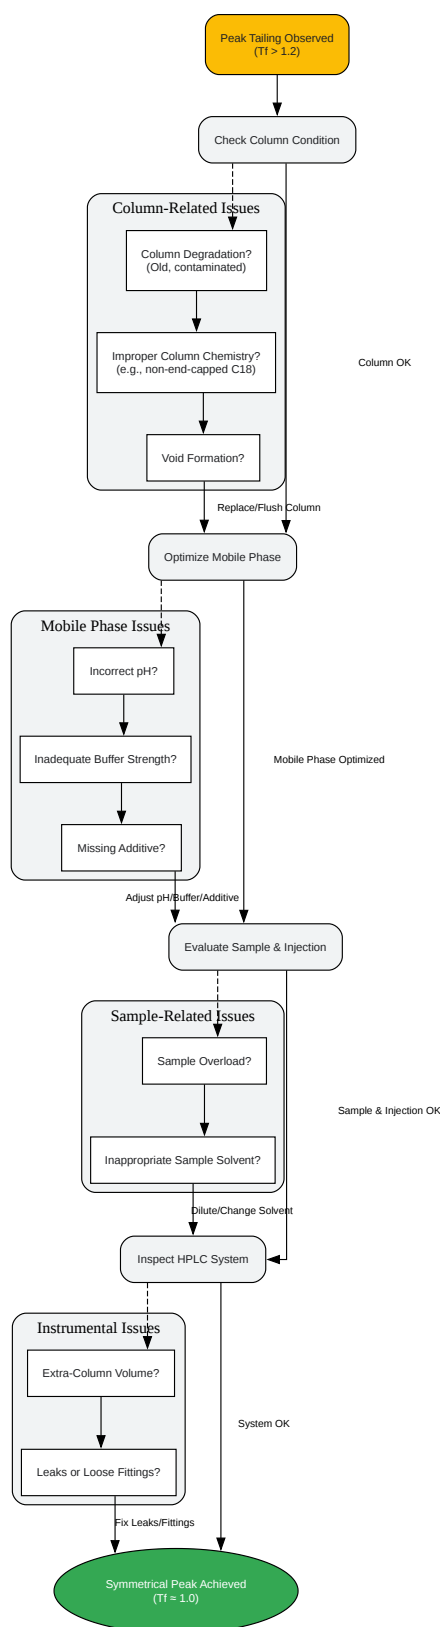 Peak Tailing Observed
(Tf > 1.2)
Check Column Condition
Column-Related Issues
Column Degradation?
(Old, contaminated)
Improper Column Chemistry?
(e.g., non-end-capped C18)
Column OK
Void Formation?
Replace/Flush Column
Optimize Mobile Phase
Mobile Phase Issues
Incorrect pH?
Inadequate Buffer Strength?
Mobile Phase Optimized
Missing Additive?
Adjust pH/Buffer/Additive
Evaluate Sample & Injection
Sample-Related Issues
Sample Overload?
Sample & Injection OK
Inappropriate Sample Solvent?
Dilute/Change Solvent
Inspect HPLC System
Instrumental Issues
Extra-Column Volume?
System OK
Leaks or Loose Fittings?
Fix Leaks/Fittings
Symmetrical Peak Achieved
(Tf ≈ 1.0)